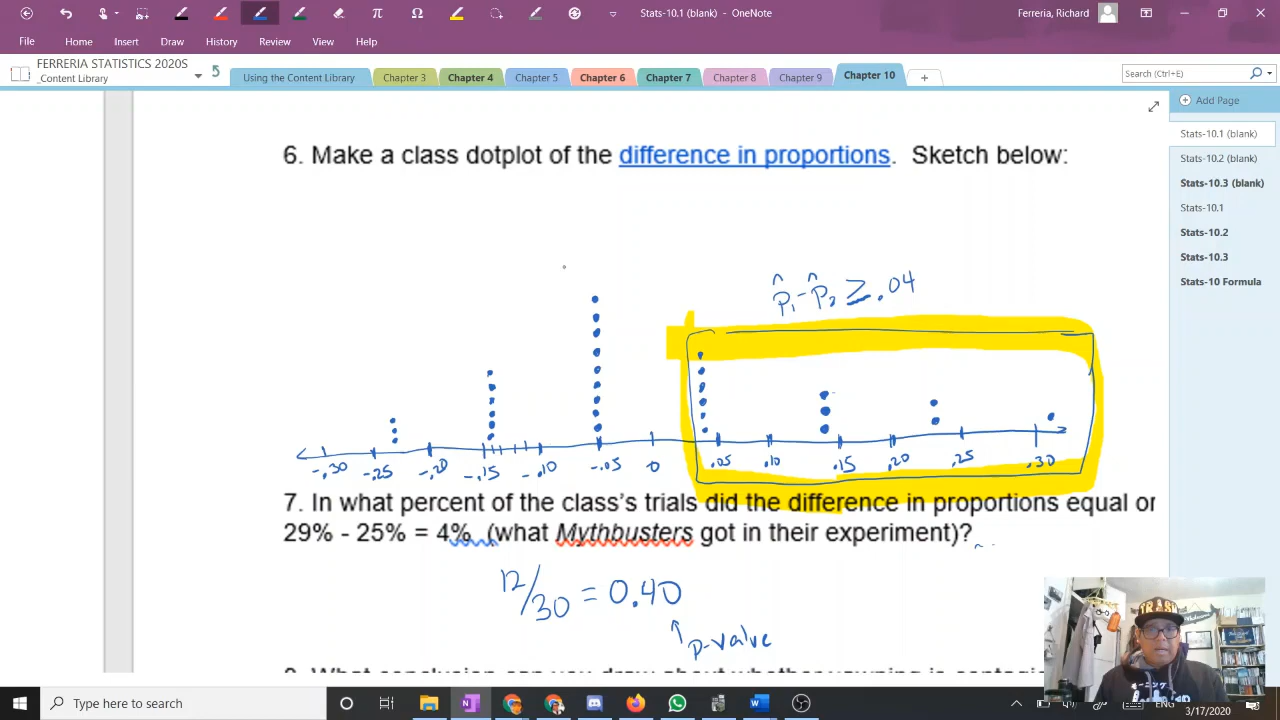 Stats-10.1 (blank) - OneNote
Ferreria, Richard
File Home Insert Draw History Review View Help
FERRERIA STATISTICS 2020S
_Content Library
Using the Content Library Chapter 3 Chapter 4 Chapter 5 Chapter 6 Chapter 7 Chapter 8 Chapter 9 Chapter 10
Search (Ctrl+E)
Add Page
Stats-10.1 (blank)
Stats-10.2 (blank)
Stats-10.3 (blank)
Stats-10.1
Stats-10.2
Stats-10.3
Stats-10 Formula
6. Make a class dotplot of the difference in proportions. Sketch below:
p̂₁-p̂₂ ≥ .04
-.30 -.25 -.20 -.15 -.10 -.05 0 .05 .10 .15 .20 .25 .30
7. In what percent of the class's trials did the difference in proportions equal or
29% - 25% = 4% (what Mythbusters got in their experiment)?
12/30 = 0.40
p-value
Type here to search
ENG
3/17/2020